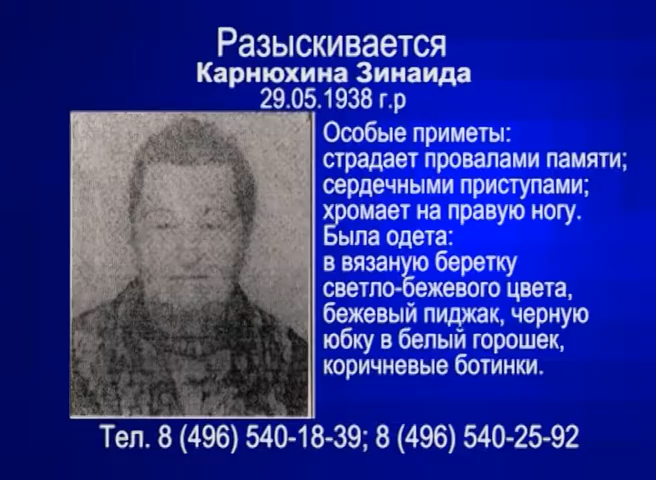 Разыскивается
Карнюхина Зинаида
29.05.1938 г.р
Особые приметы:
страдает провалами памяти;
сердечными приступами;
хромает на правую ногу.
Была одета:
в вязаную беретку
светло-бежевого цвета,
бежевый пиджак, черную
юбку в белый горошек,
коричневые ботинки.
Тел. 8 (496) 540-18-39; 8 (496) 540-25-92